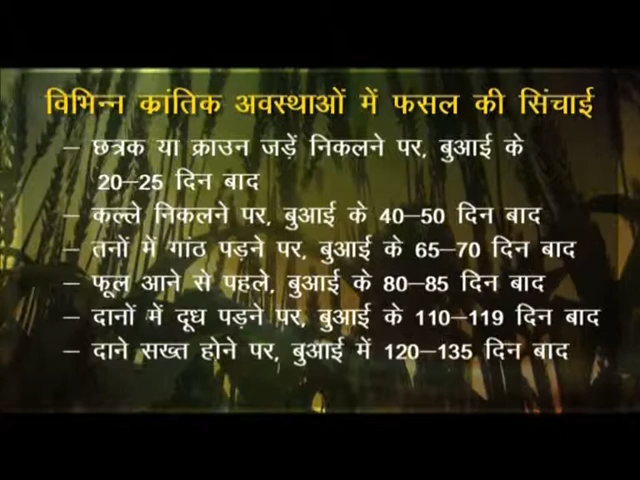 विभिन्न क्रांतिक अवस्थाओं में फसल की सिंचाई
– छत्रक या क्राउन जड़ें निकलने पर, बुआई के
20–25 दिन बाद
– कल्ले निकलने पर, बुआई के 40–50 दिन बाद
– तनों में गांठ पड़ने पर, बुआई के 65–70 दिन बाद
– फूल आने से पहले, बुआई के 80–85 दिन बाद
– दानों में दूध पड़ने पर, बुआई के 110–119 दिन बाद
– दाने सख्त होने पर, बुआई में 120–135 दिन बाद